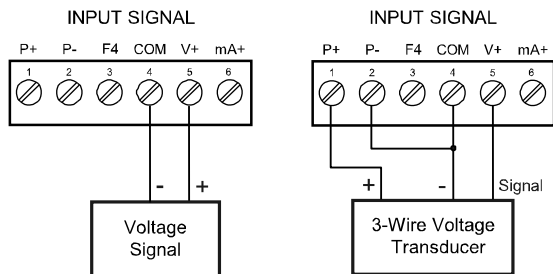 INPUT SIGNAL
P+ P- F4 COM V+ mA+
1 2 3 4 5 6
- +
Voltage
Signal
INPUT SIGNAL
P+ P- F4 COM V+ mA+
1 2 3 4 5 6
+ - Signal
3-Wire Voltage
Transducer